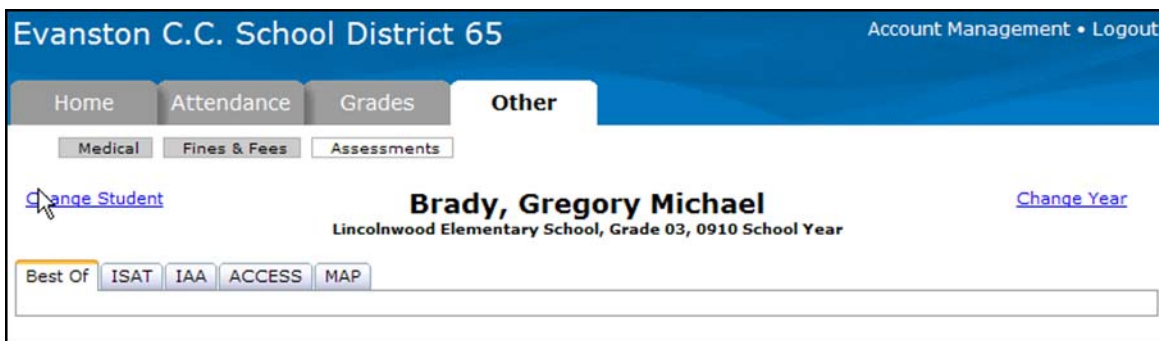 Evanston C.C. School District 65 Account Management • Logout
Home Attendance Grades Other
Medical Fines & Fees Assessments
Change Student Brady, Gregory Michael Change Year
Lincolnwood Elementary School, Grade 03, 0910 School Year
Best Of ISAT IAA ACCESS MAP